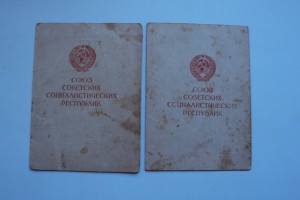 СОЮЗ
СОВЕТСКИХ
СОЦИАЛИСТИЧЕСКИХ
РЕСПУБЛИК
СОЮЗ
СОВЕТСКИХ
СОЦИАЛИСТИЧЕСКИХ
РЕСПУБЛИК